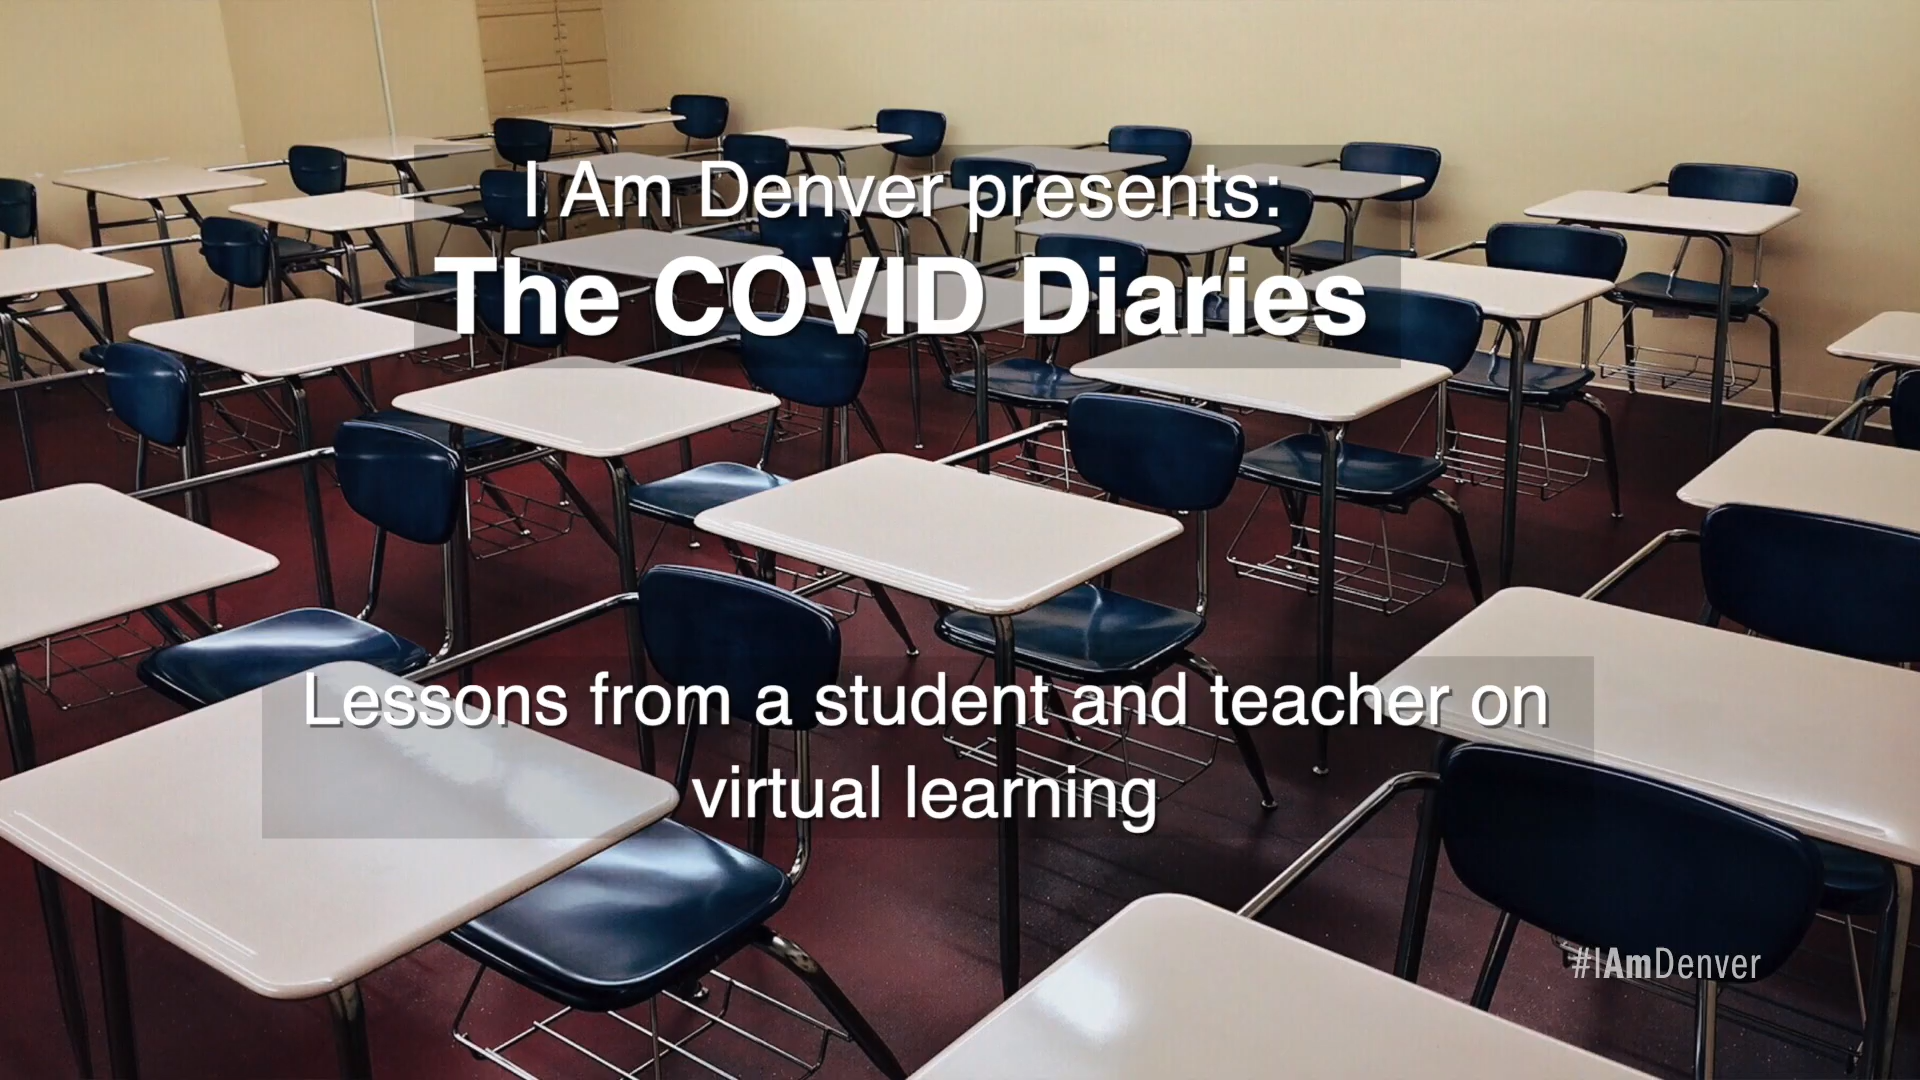 I Am Denver presents:
The COVID Diaries
Lessons from a student and teacher on
virtual learning
#IAmDenver